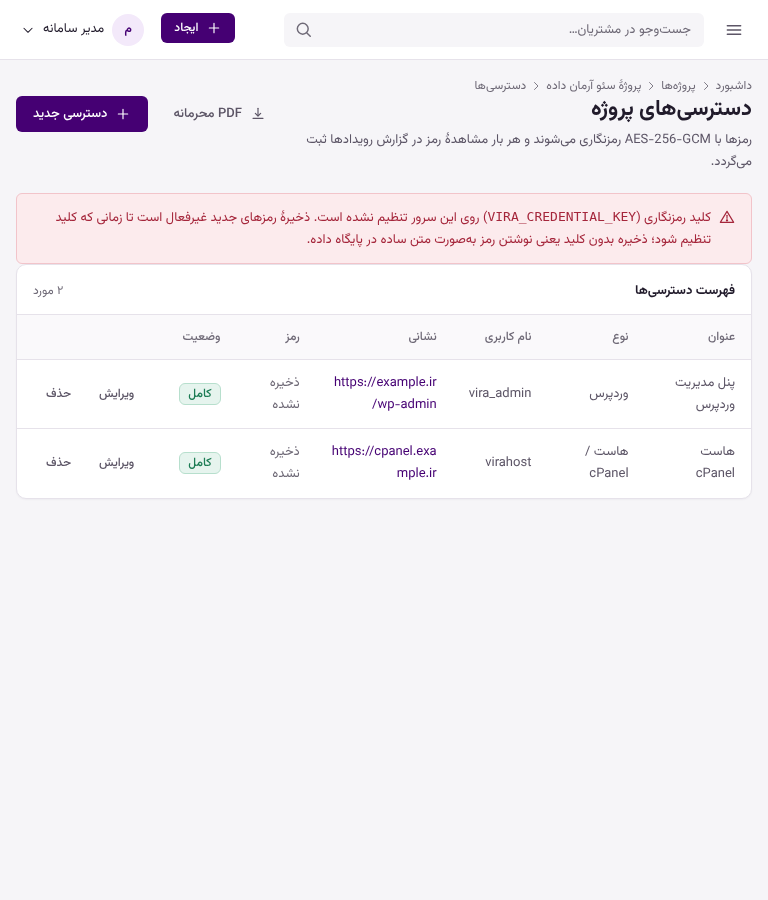 جست‌وجو در مشتریان…
ایجاد
م
مدیر سامانه
داشبورد
پروژه‌ها
پروژهٔ سئو آرمان داده
دسترسی‌ها
دسترسی‌های پروژه
رمزها با AES-256-GCM رمزنگاری می‌شوند و هر بار مشاهدهٔ رمز در گزارش رویدادها ثبت
می‌گردد.
PDF محرمانه
دسترسی جدید
کلید رمزنگاری (VIRA_CREDENTIAL_KEY) روی این سرور تنظیم نشده است. ذخیرهٔ رمزهای جدید غیرفعال است تا زمانی که کلید
تنظیم شود؛ ذخیره بدون کلید یعنی نوشتن رمز به‌صورت متن ساده در پایگاه داده.
فهرست دسترسی‌ها
۲ مورد
عنوان نوع نام کاربری نشانی رمز وضعیت
پنل مدیریت
وردپرس
وردپرس
vira_admin
https://example.ir
/wp-admin
ذخیره
نشده
کامل
ویرایش
حذف
هاست
cPanel
هاست /
cPanel
virahost
https://cpanel.exa
mple.ir
ذخیره
نشده
کامل
ویرایش
حذف